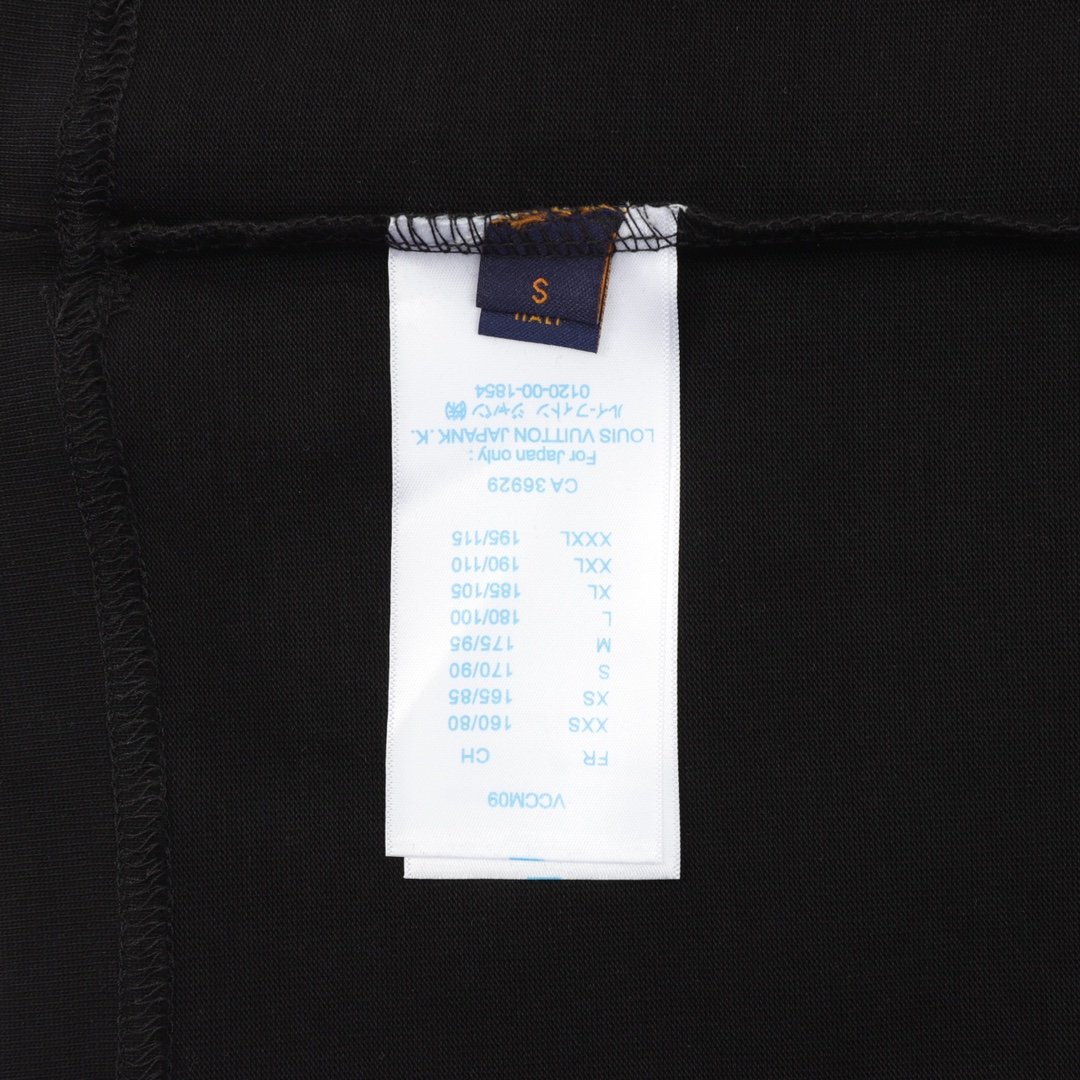 S
ITALY
VCCM09
FR CH
XXS 160/80
XS 165/85
S 170/90
M 175/95
L 180/100
XL 185/105
XXL 190/110
XXXL 195/115
CA 36929
For Japan only :
LOUIS VUITTON JAPANK.K.
ルイ・フィトン ジャパン ㈱
0120-00-1854